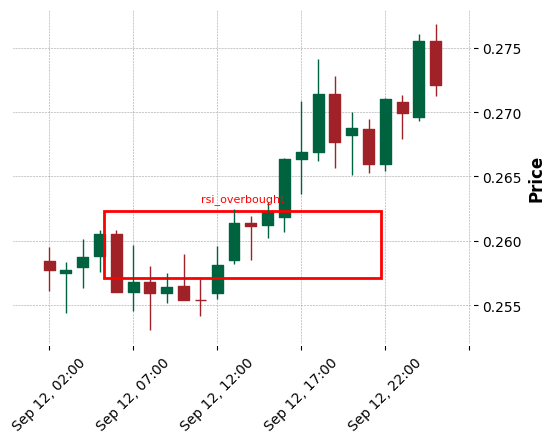 0.275
0.270
0.265
0.260
0.255
Price
rsi_overbought
Sep 12, 02:00
Sep 12, 07:00
Sep 12, 12:00
Sep 12, 17:00
Sep 12, 22:00